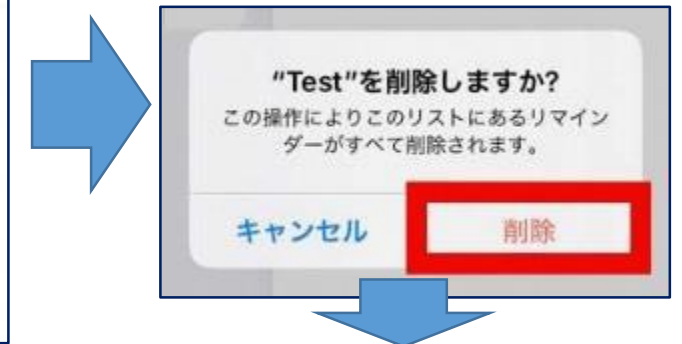 “Test”を削除しますか?
この操作によりこのリストにあるリマイン
ダーがすべて削除されます。
キャンセル
削除